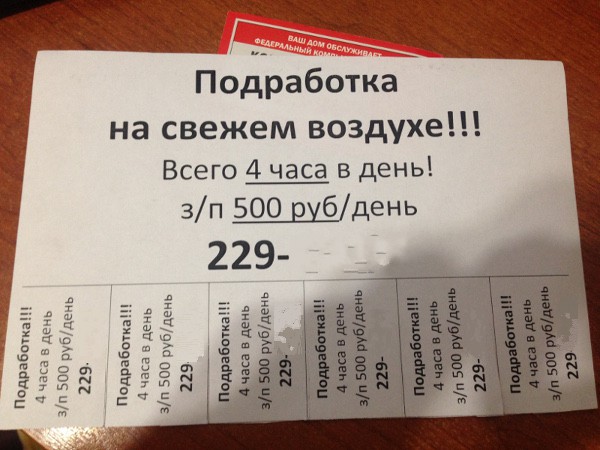 ВАШ ДОМ ОБСЛУЖИВАЕТ
ФЕДЕРАЛЬНЫЙ
Подработка
на свежем воздухе!!!
Всего 4 часа в день!
з/п 500 руб/день
229-
Подработка!!!
4 часа в день
з/п 500 руб/день
229-
Подработка!!!
4 часа в день
з/п 500 руб/день
229
Подработка!!!
4 часа в день
з/п 500 руб/день
229-
Подработка!!!
4 часа в день
з/п 500 руб/день
229-
Подработка!!!
4 часа в день
з/п 500 руб/день
229-
Подработка!!!
4 часа в день
з/п 500 руб/день
229